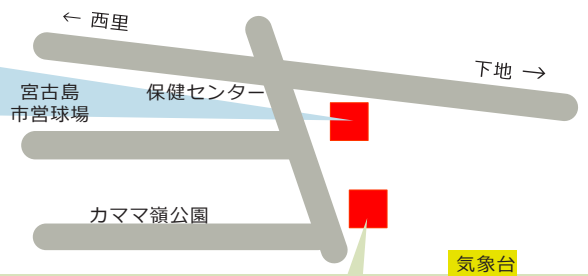 ← 西里
下地 →
宮古島
市営球場
保健センター
カママ嶺公園
気象台